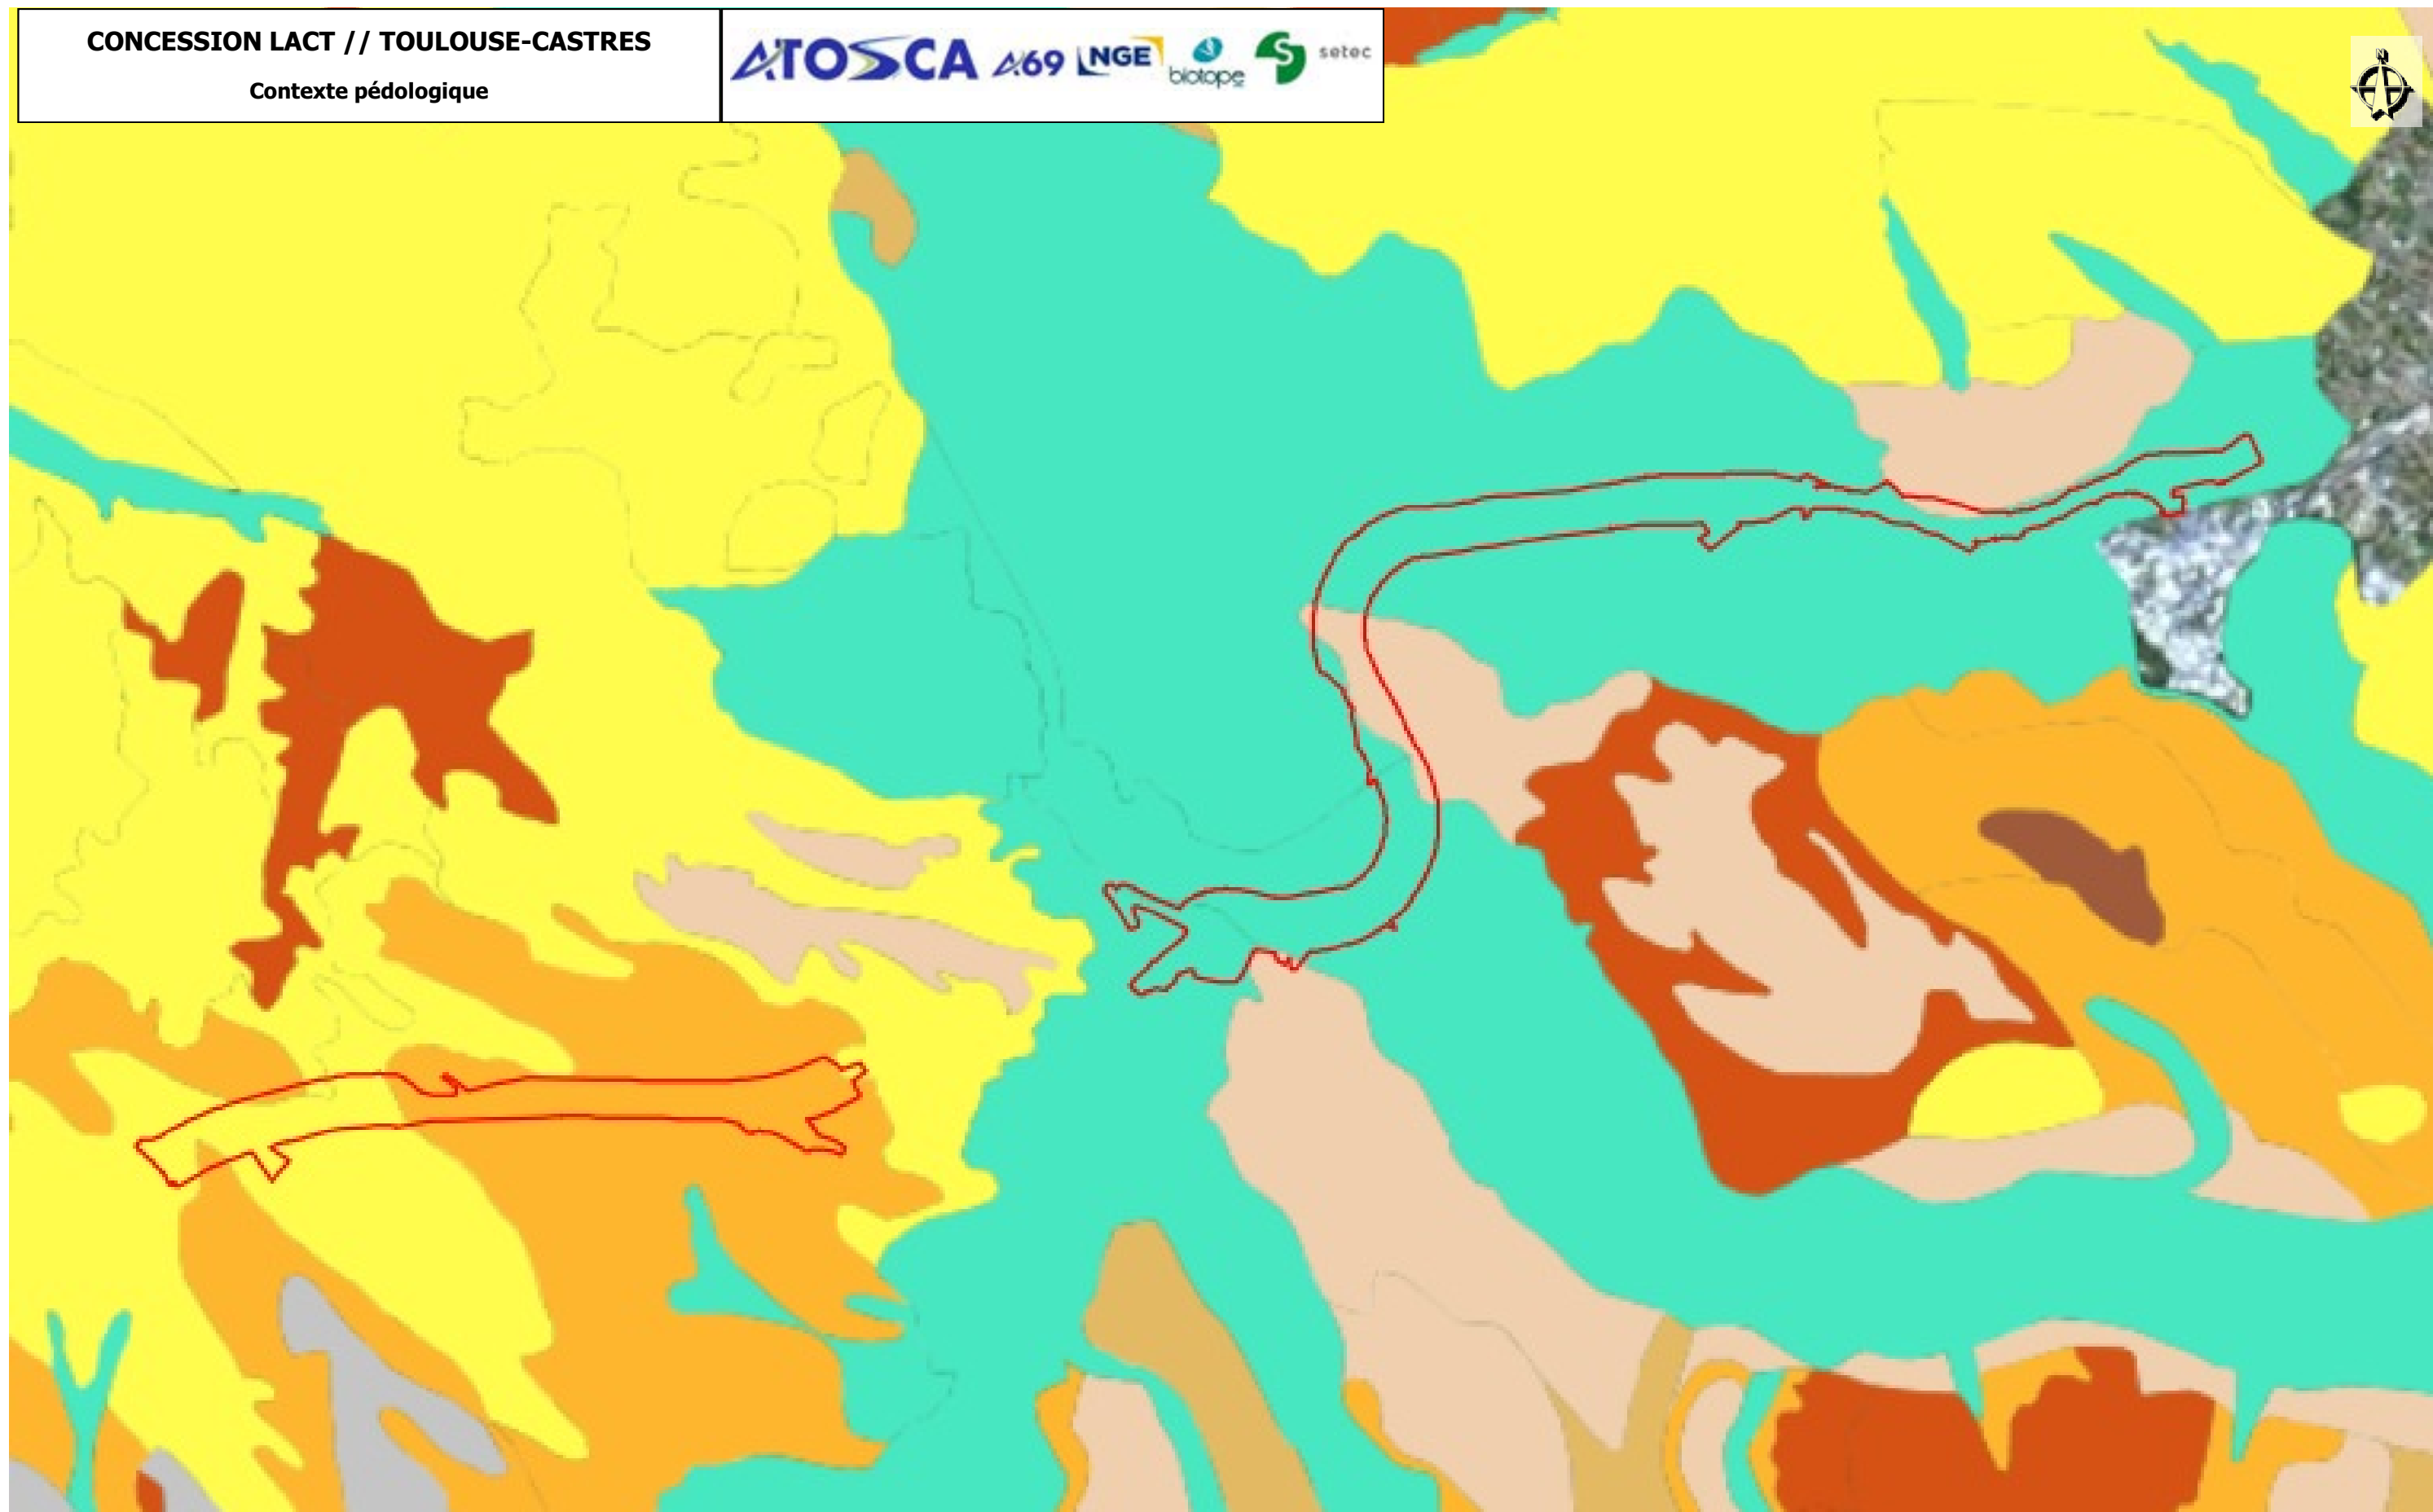 CONCESSION LACT // TOULOUSE-CASTRES
Contexte pédologique
ATOSCA A69 NGE biotope setec
N